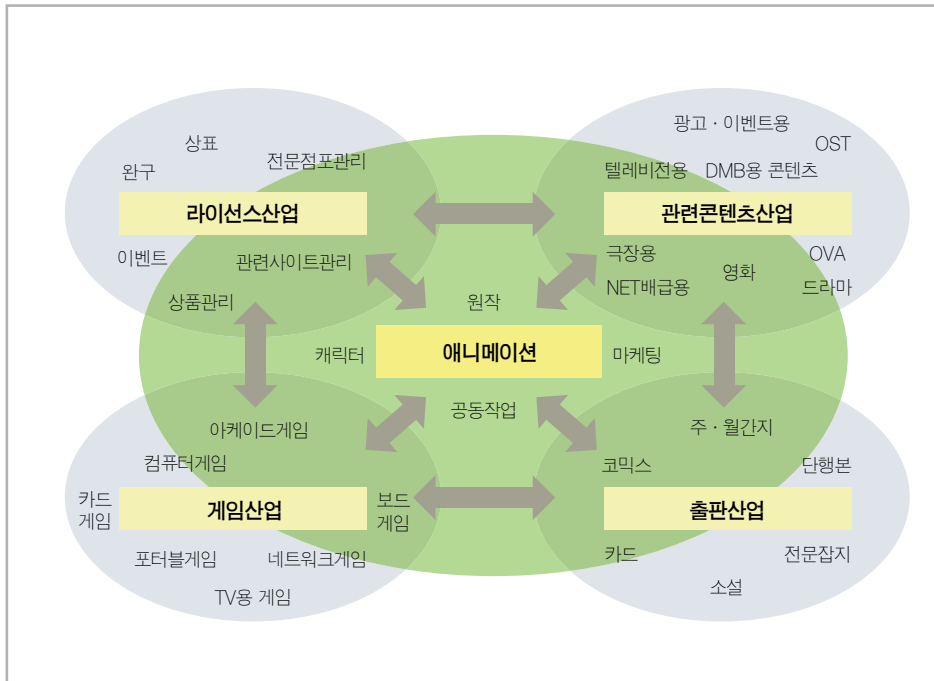 상표
완구
전문점포관리
라이선스산업
이벤트
관련사이트관리
상품관리
광고 · 이벤트용
OST
텔레비전용
DMB용 콘텐츠
관련콘텐츠산업
극장용
영화
OVA
NET배급용
드라마
원작
캐릭터
애니메이션
마케팅
공동작업
아케이드게임
컴퓨터게임
카드
게임
게임산업
보드
게임
포터블게임
네트워크게임
TV용 게임
주 · 월간지
코믹스
단행본
출판산업
카드
전문잡지
소설